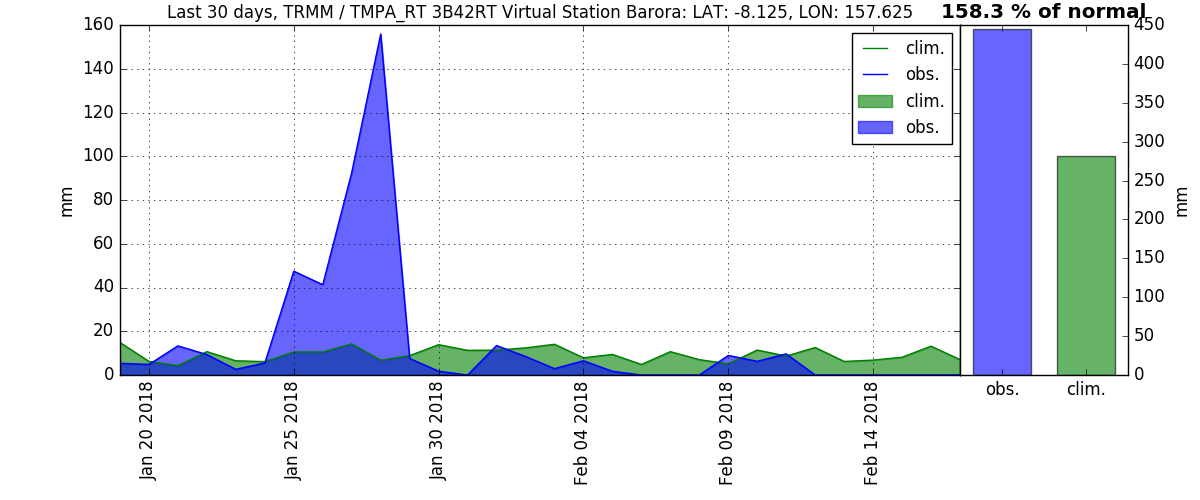 Last 30 days, TRMM / TMPA_RT 3B42RT Virtual Station Barora: LAT: -8.125, LON: 157.625
158.3 % of normal
160
140
120
100
80
60
40
20
0
mm
clim.
obs.
clim.
obs.
Jan 20 2018
Jan 25 2018
Jan 30 2018
Feb 04 2018
Feb 09 2018
Feb 14 2018
450
400
350
300
250
200
150
100
50
0
mm
obs.
clim.